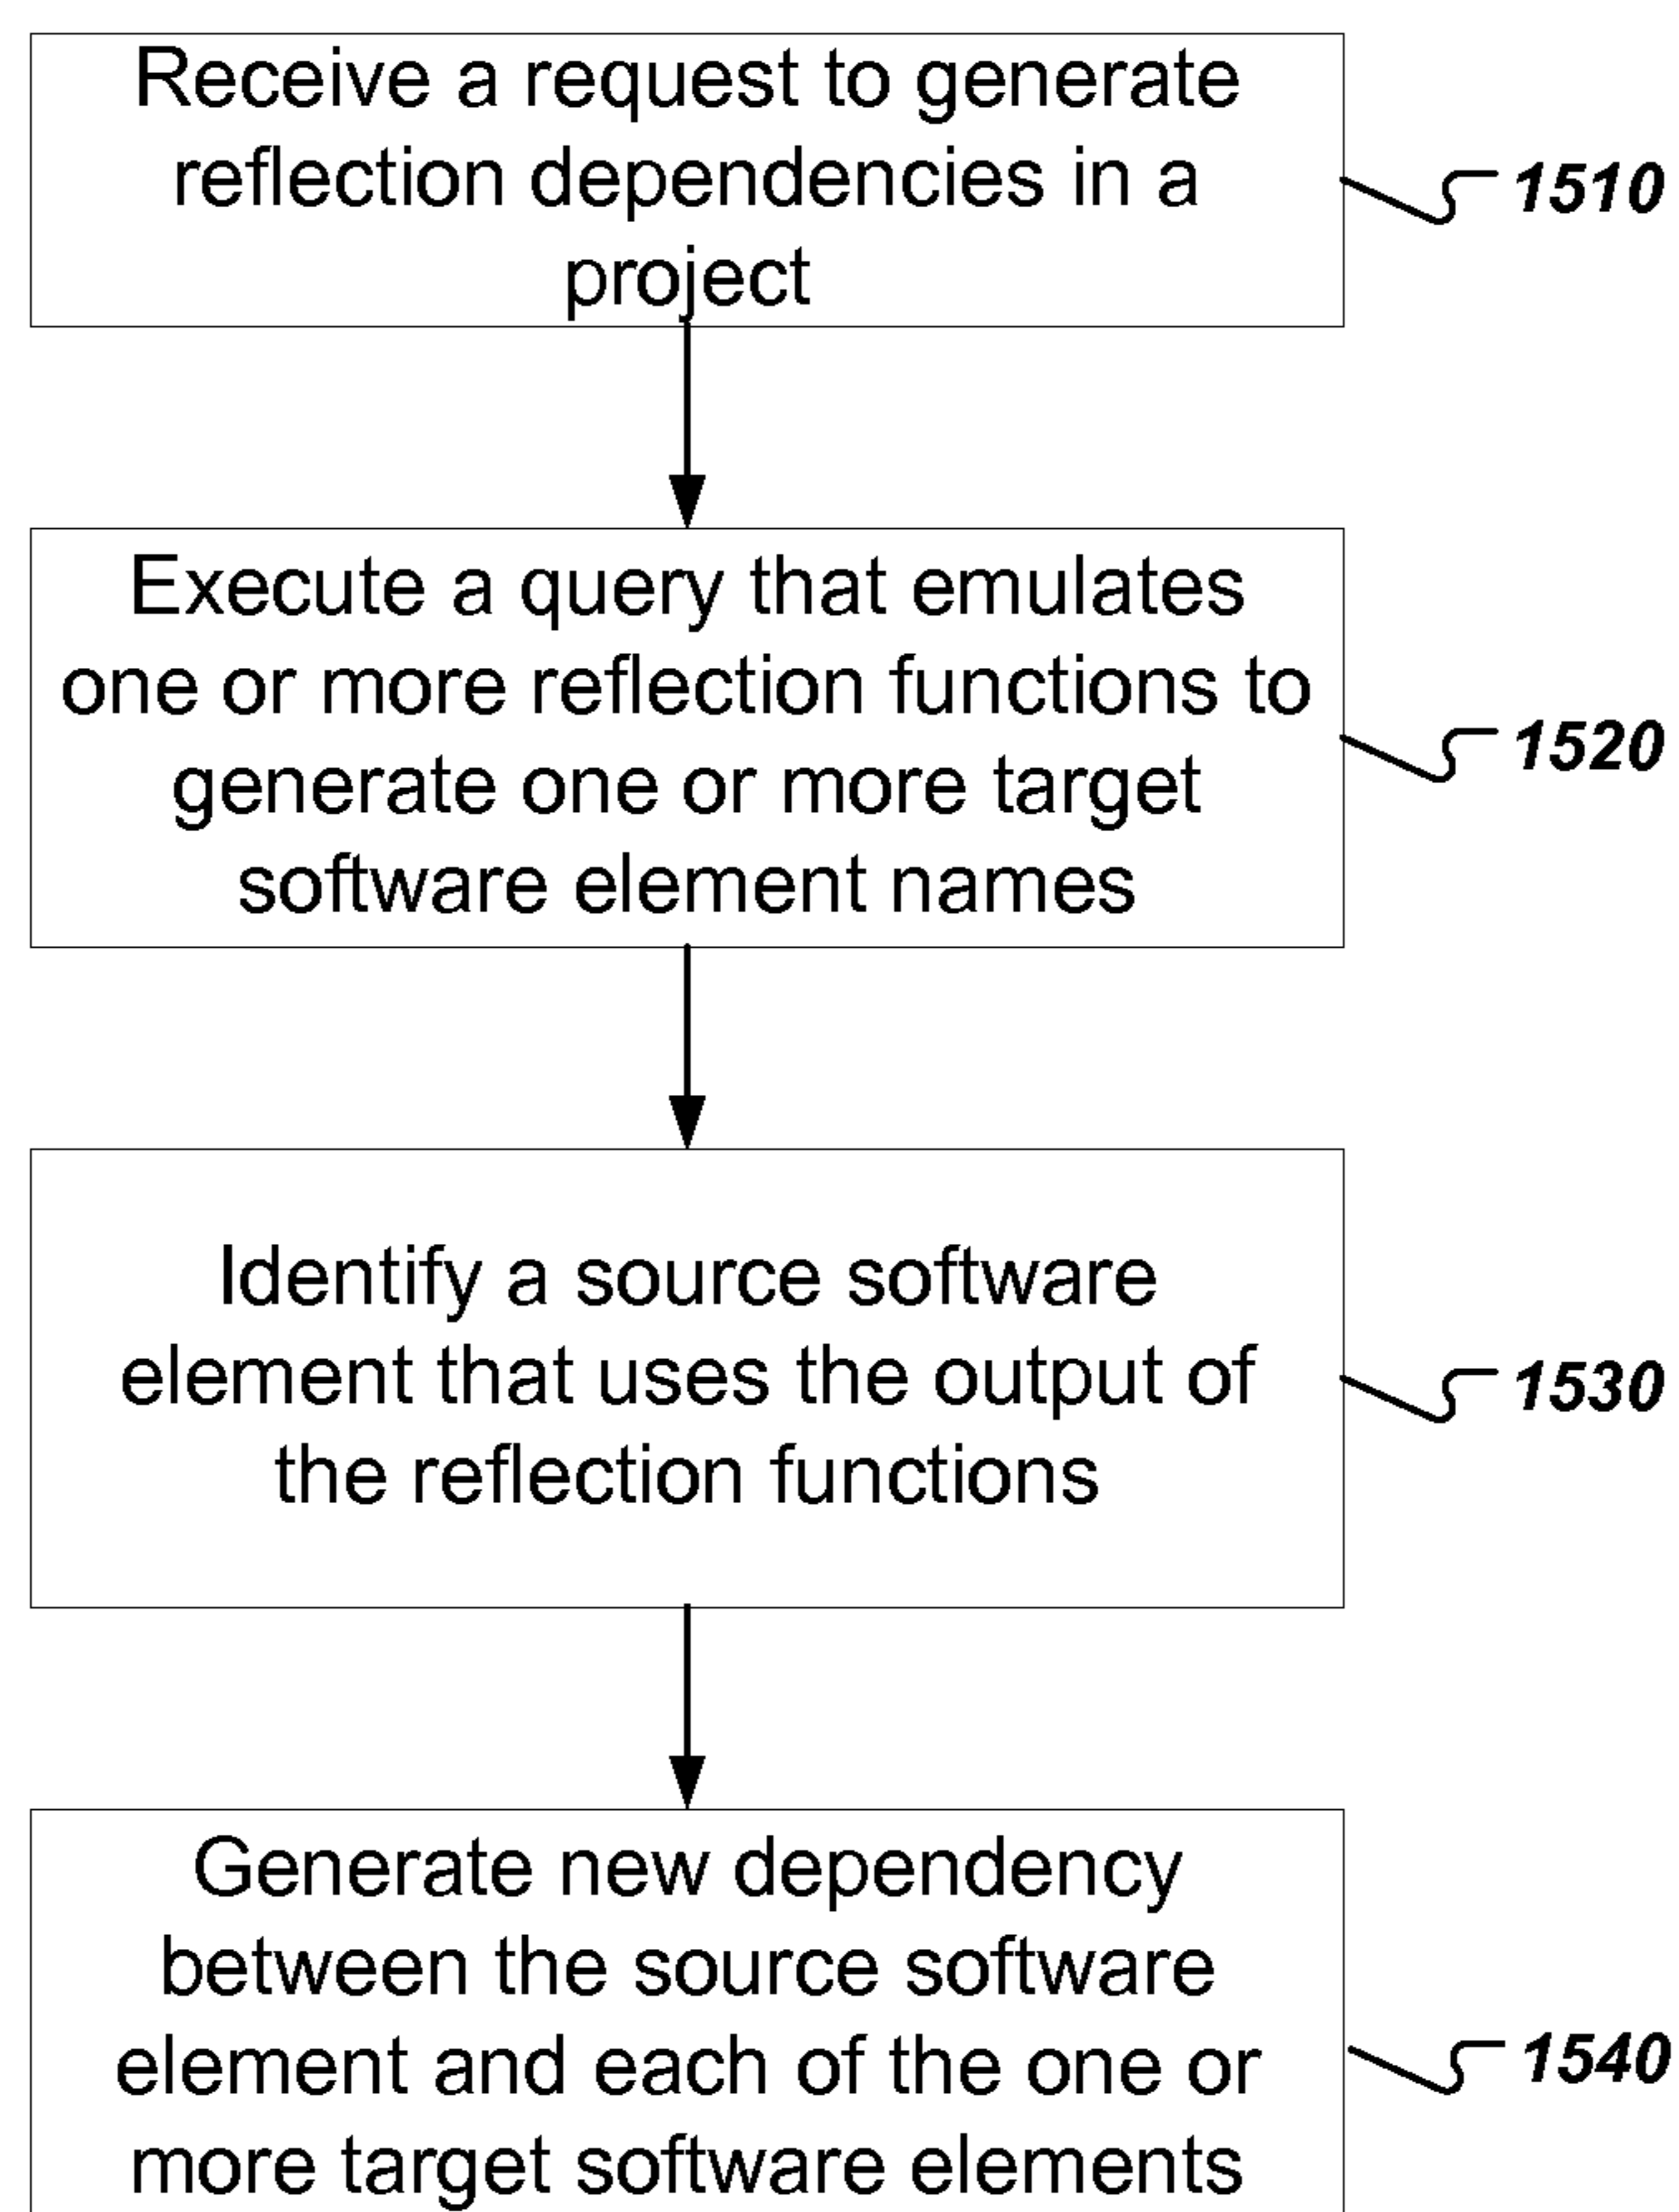 Receive a request to generate
reflection dependencies in a
project
1510
Execute a query that emulates
one or more reflection functions to
generate one or more target
software element names
1520
Identify a source software
element that uses the output of
the reflection functions
1530
Generate new dependency
between the source software
element and each of the one or
more target software elements
1540